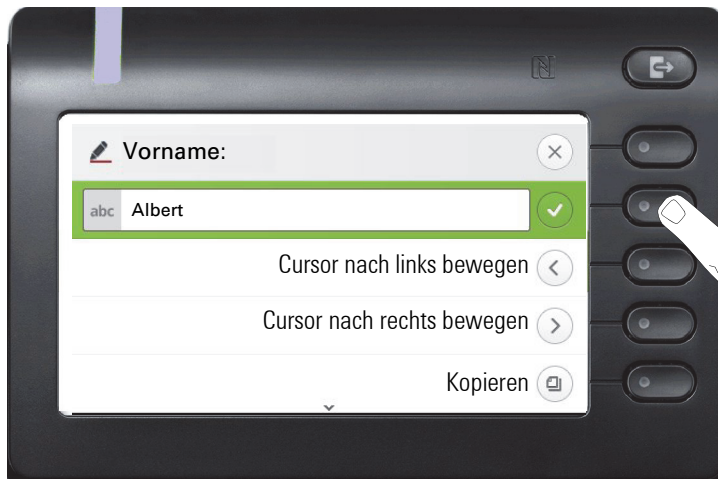 Vorname:
abc Albert
Cursor nach links bewegen
Cursor nach rechts bewegen
Kopieren